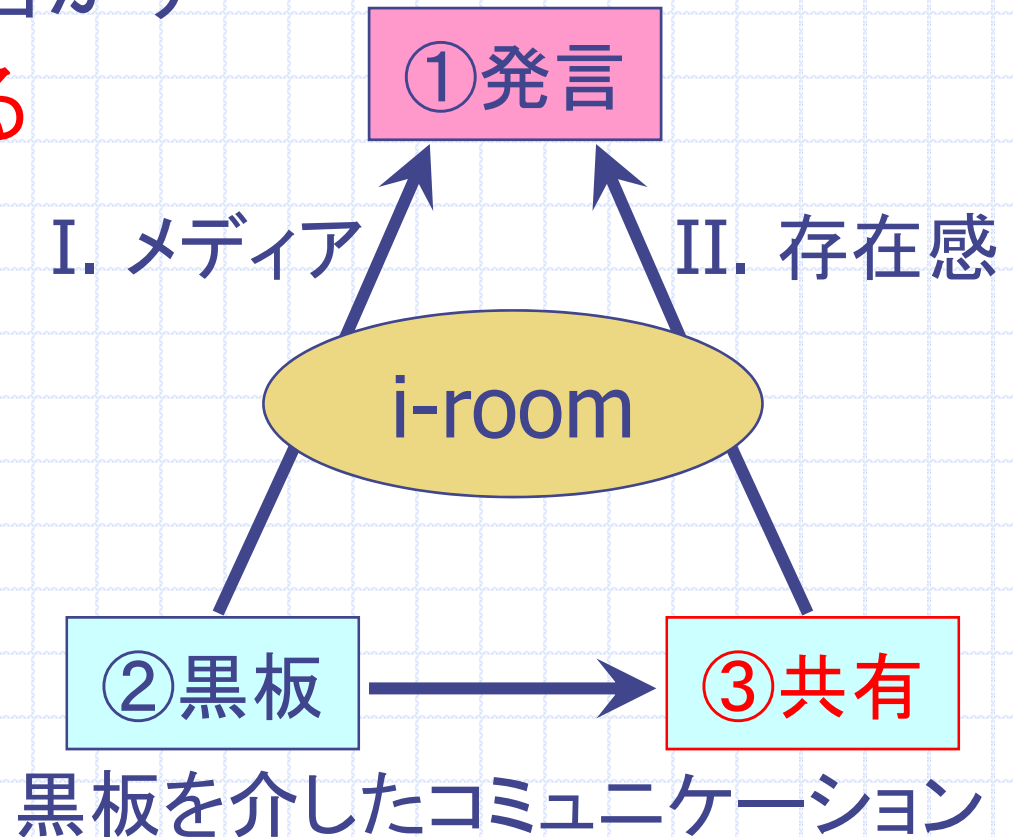 る
①発言
I. メディア
II. 存在感
i-room
②黒板
③共有
黒板を介したコミュニケーション